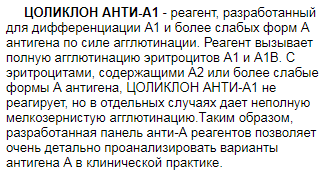 ЦОЛИКЛОН АНТИ-А1 - реагент, разработанный
для дифференциации А1 и более слабых форм А
антигена по силе агглютинации. Реагент вызывает
полную агглютинацию эритроцитов А1 и А1В. С
эритроцитами, содержащими А2 или более слабые
формы А антигена, ЦОЛИКЛОН АНТИ-А1 не
реагирует, но в отдельных случаях дает неполную
мелкозернистую агглютинацию.Таким образом,
разработанная панель анти-А реагентов позволяет
очень детально проанализировать варианты
антигена А в клинической практике.